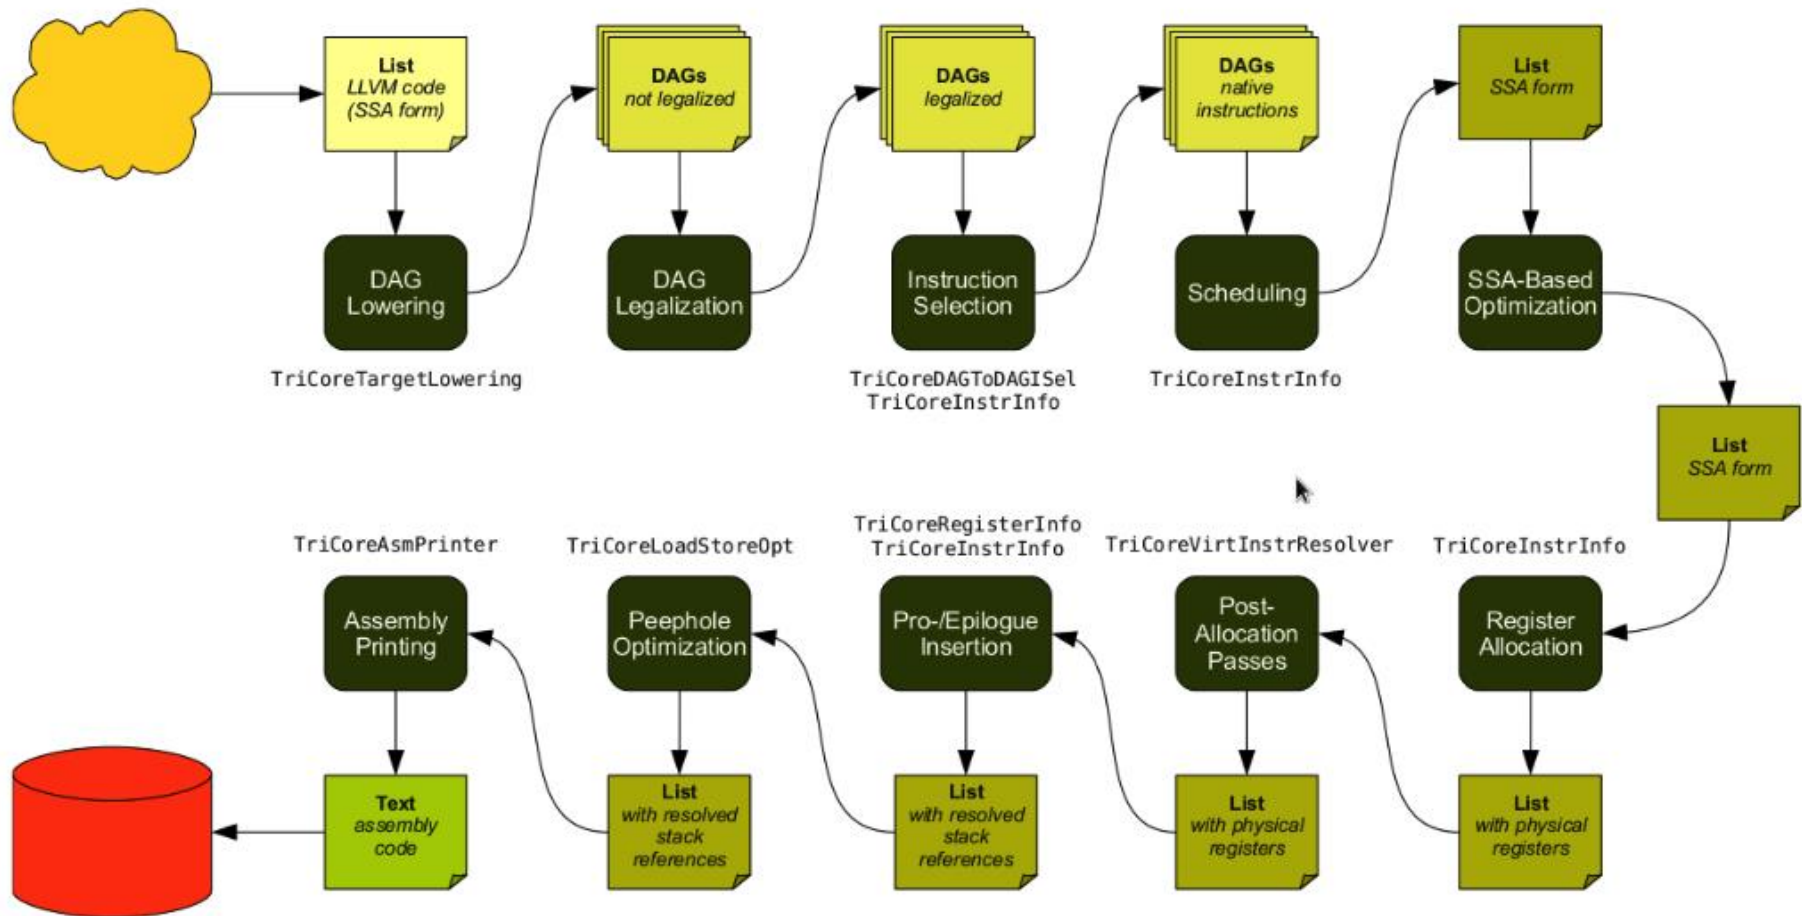 List
LLVM code
(SSA form)
DAGs
not legalized
DAGs
legalized
DAGs
native
instructions
List
SSA form
DAG
Lowering
DAG
Legalization
Instruction
Selection
Scheduling
SSA-Based
Optimization
TriCoreTargetLowering
TriCoreDAGToDAGISel
TriCoreInstrInfo
TriCoreInstrInfo
List
SSA form
TriCoreAsmPrinter
TriCoreLoadStoreOpt
TriCoreRegisterInfo
TriCoreInstrInfo
TriCoreVirtInstrResolver
TriCoreInstrInfo
Assembly
Printing
Peephole
Optimization
Pro-/Epilogue
Insertion
Post-
Allocation
Passes
Register
Allocation
Text
assembly
code
List
with resolved
stack
references
List
with resolved
stack
references
List
with physical
registers
List
with physical
registers